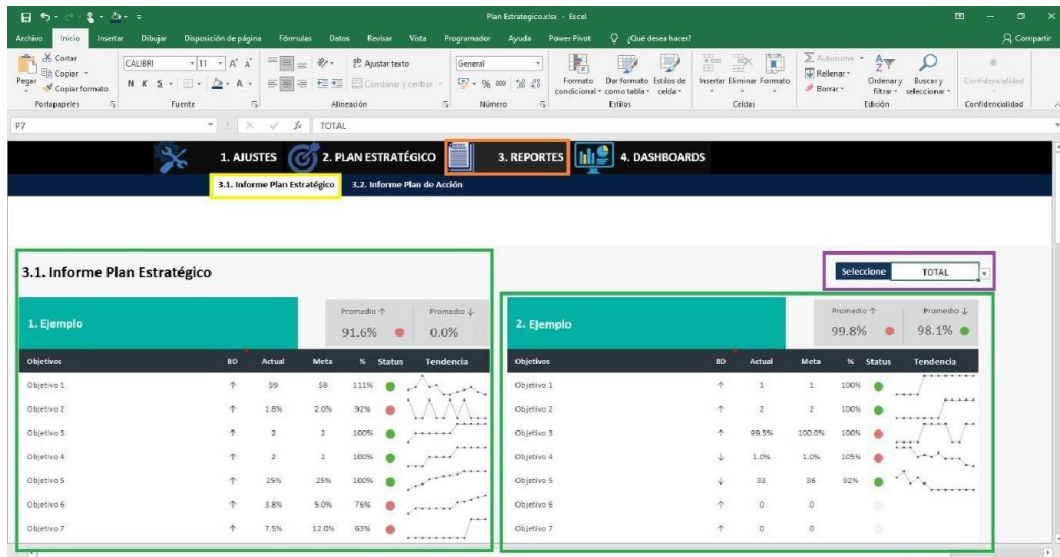 Plan Estrategico.xlsx - Excel
Archivo Inicio Insertar Dibujar Disposición de página Fórmulas Datos Revisar Vista Programador Ayuda Power Pivot ¿Qué desea hacer? Compartir
Cortar
Copiar
Copiar formato
Pegar
Portapapeles
CALIBRI 11 A A
N K S A
Fuente
Ajustar texto
Combinar y centrar
Alineación
General
% 000
Número
Formato condicional
Dar formato como tabla
Estilos de celda
Estilos
Insertar Eliminar Formato
Celdas
Autosuma
Rellenar
Borrar
Ordenar y filtrar
Buscar y seleccionar
Edición
Confidencialidad
Confidencialidad
P7 fx TOTAL
1. AJUSTES 2. PLAN ESTRATÉGICO 3. REPORTES 4. DASHBOARDS
3.1. Informe Plan Estratégico 3.2. Informe Plan de Acción
3.1. Informe Plan Estratégico
Seleccione TOTAL
1. Ejemplo
Promedio ↑ Promedio ↓
91.6% 0.0%
Objetivos BD Actual Meta % Status Tendencia
Objetivo 1 ↑ $9 $8 111%
Objetivo 2 ↑ 1.8% 2.0% 92%
Objetivo 3 ↑ 2 2 100%
Objetivo 4 ↑ 2 2 100%
Objetivo 5 ↑ 25% 25% 100%
Objetivo 6 ↑ 3.8% 5.0% 76%
Objetivo 7 ↑ 7.5% 12.0% 63%
2. Ejemplo
Promedio ↑ Promedio ↓
99.8% 98.1%
Objetivos BD Actual Meta % Status Tendencia
Objetivo 1 ↑ 1 1 100%
Objetivo 2 ↑ 2 2 100%
Objetivo 3 ↑ 99.5% 100.0% 100%
Objetivo 4 ↓ 1.0% 1.0% 105%
Objetivo 5 ↓ 33 36 92%
Objetivo 6 ↑ 0 0
Objetivo 7 ↑ 0 0